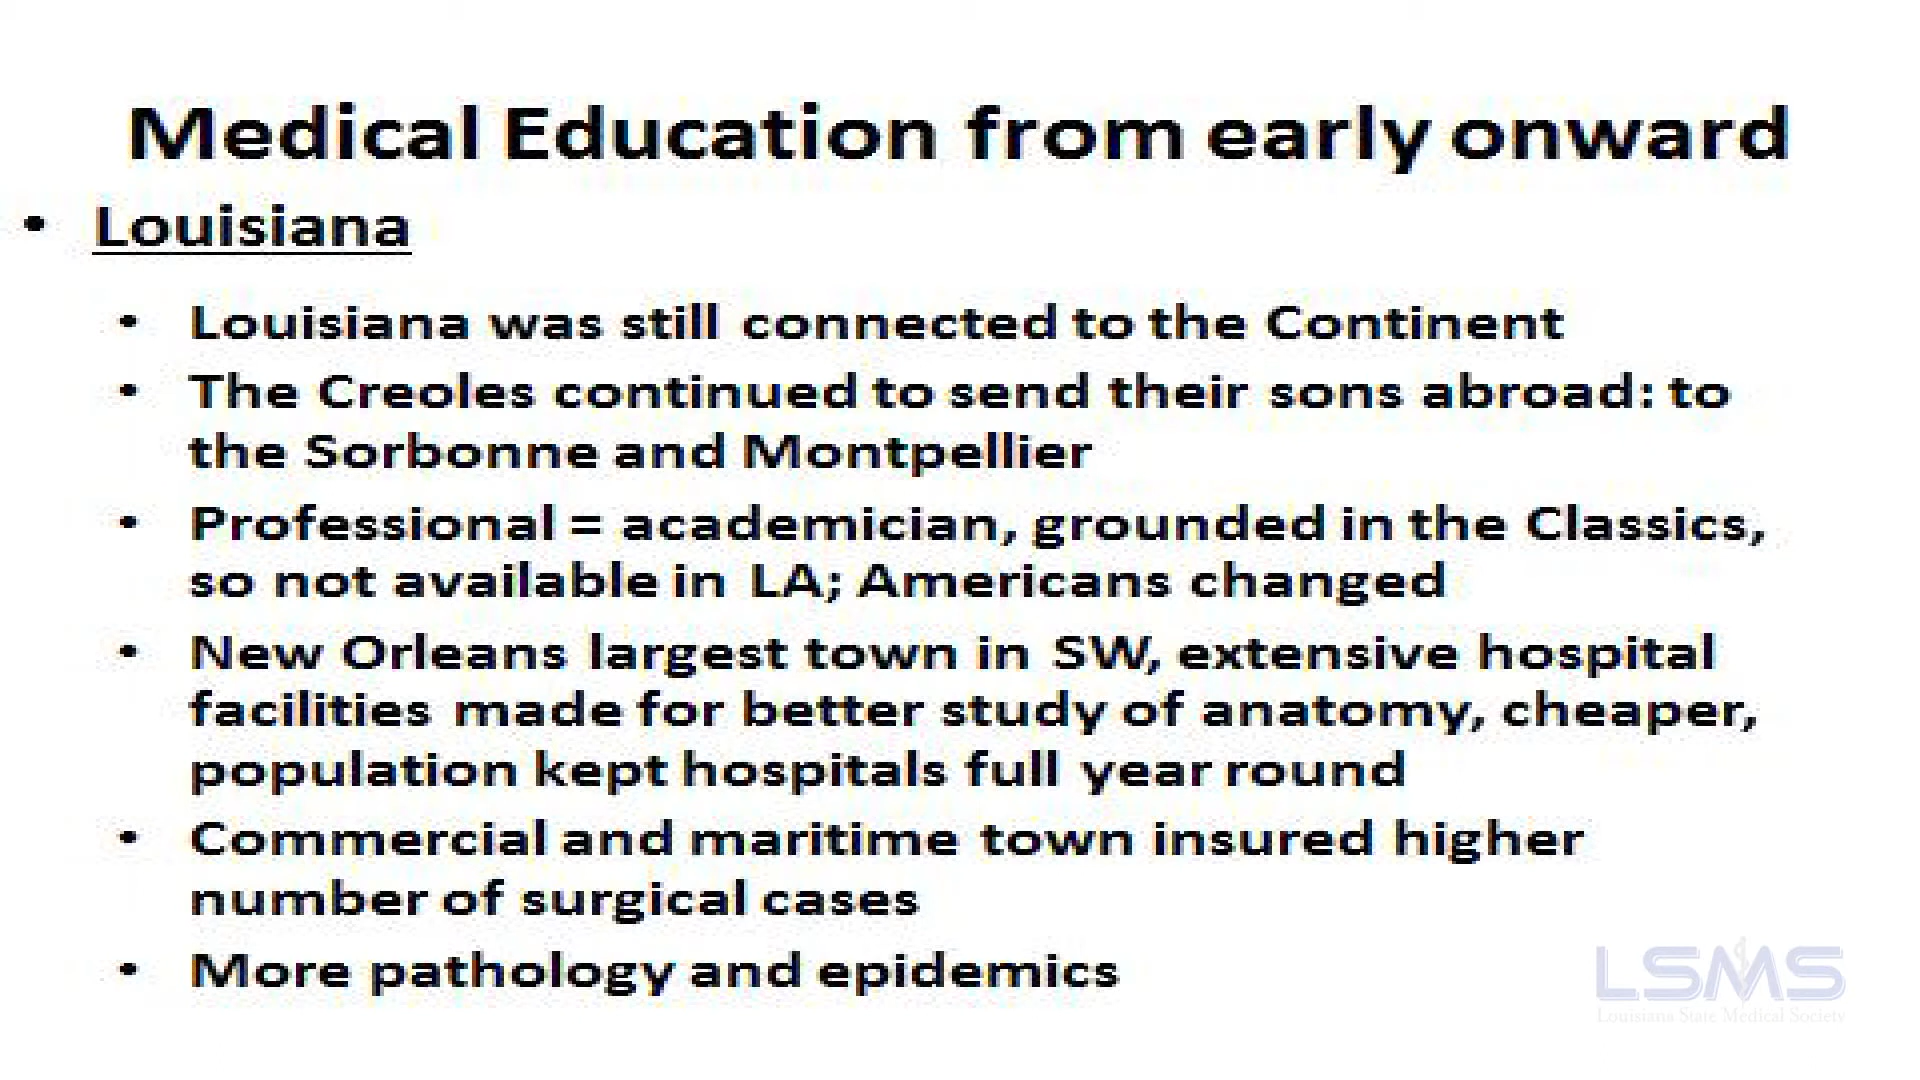 Medical Education from early onward
• Louisiana
• Louisiana was still connected to the Continent
• The Creoles continued to send their sons abroad: to
the Sorbonne and Montpellier
• Professional = academician, grounded in the Classics,
so not available in LA; Americans changed
• New Orleans largest town in SW, extensive hospital
facilities made for better study of anatomy, cheaper,
population kept hospitals full year round
• Commercial and maritime town insured higher
number of surgical cases
• More pathology and epidemics
LSMS
Louisiana State Medical Society